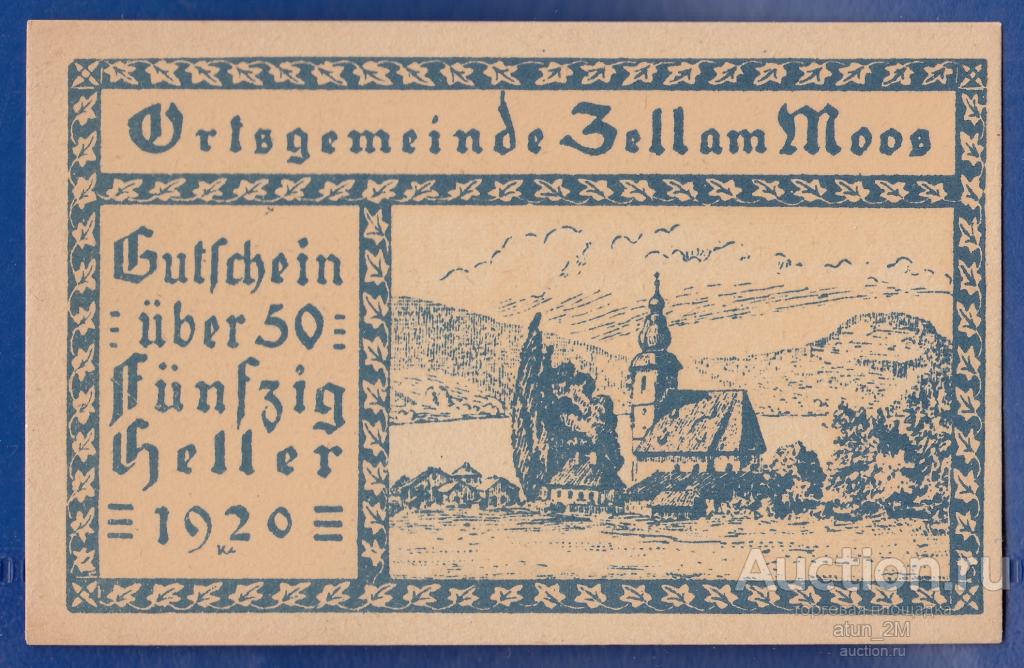 Ortsgemeinde Zell am Moos
Gutschein
über 50
Fünfzig
Heller
1920
Auction.ru
торговая площадка
atun_2M
auction.ru